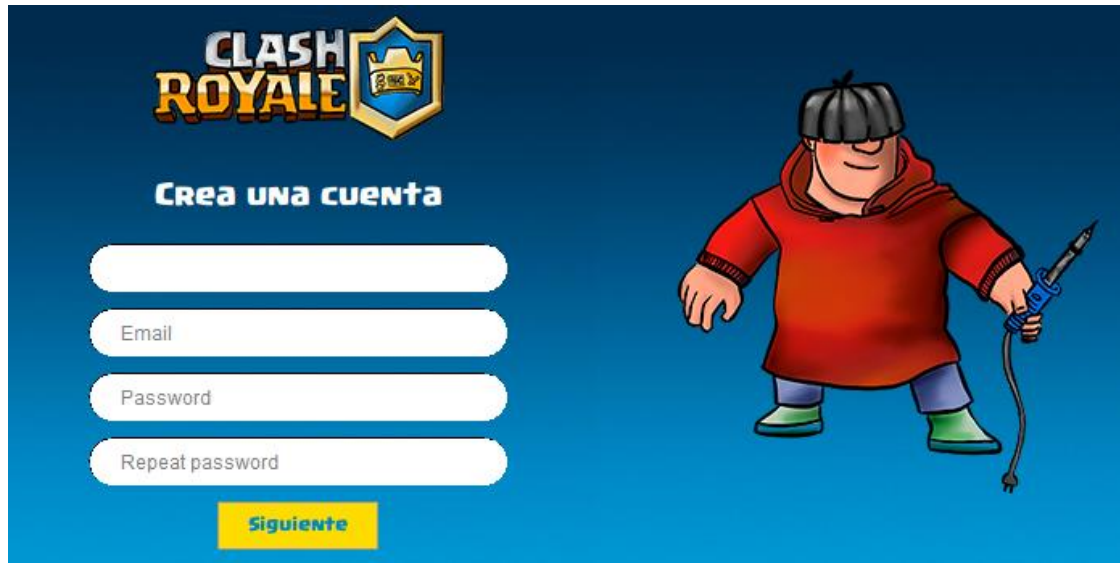 CLASH
ROYALE
Crea una cuenta
Email
Password
Repeat password
Siguiente